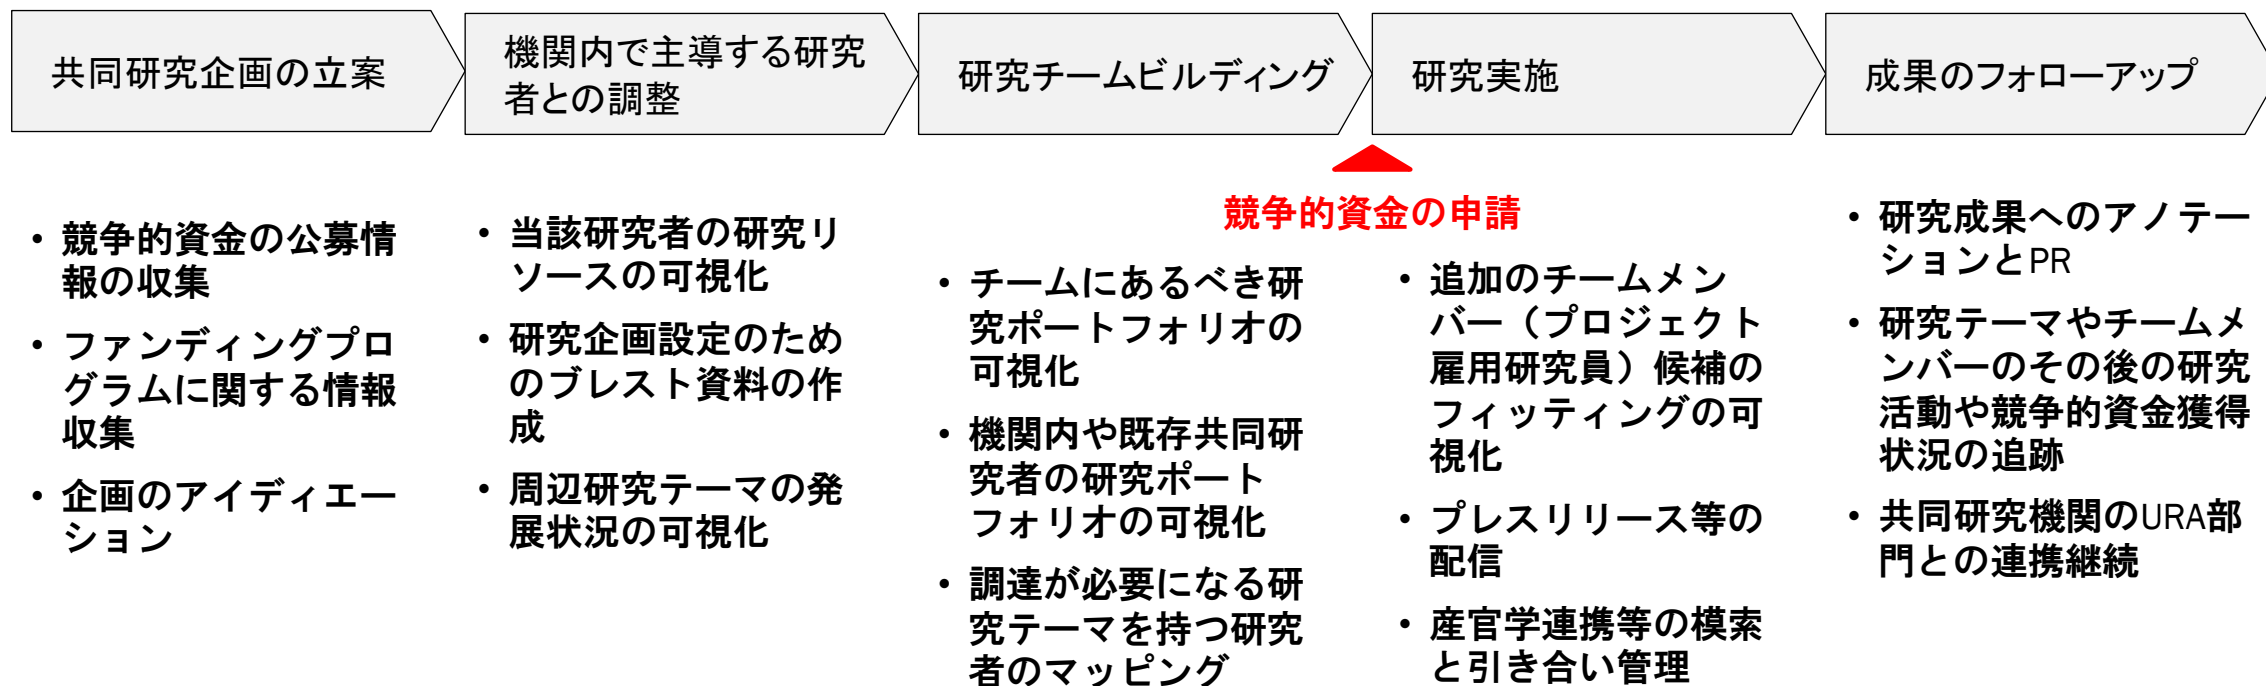 共同研究企画の立案
機関内で主導する研究
者との調整
研究チームビルディング
研究実施
成果のフォローアップ
競争的資金の申請
• 競争的資金の公募情
報の収集
• ファンディングプロ
グラムに関する情報
収集
• 企画のアイディエー
ション
• 当該研究者の研究リ
ソースの可視化
• 研究企画設定のため
のブレスト資料の作
成
• 周辺研究テーマの発
展状況の可視化
• チームにあるべき研
究ポートフォリオの
可視化
• 機関内や既存共同研
究者の研究ポート
フォリオの可視化
• 調達が必要になる研
究テーマを持つ研究
者のマッピング
• 追加のチームメン
バー（プロジェクト
雇用研究員）候補の
フィッティングの可
視化
• プレスリリース等の
配信
• 産官学連携等の模索
と引き合い管理
• 研究成果へのアノテー
ションとPR
• 研究テーマやチームメ
ンバーのその後の研究
活動や競争的資金獲得
状況の追跡
• 共同研究機関のURA部
門との連携継続